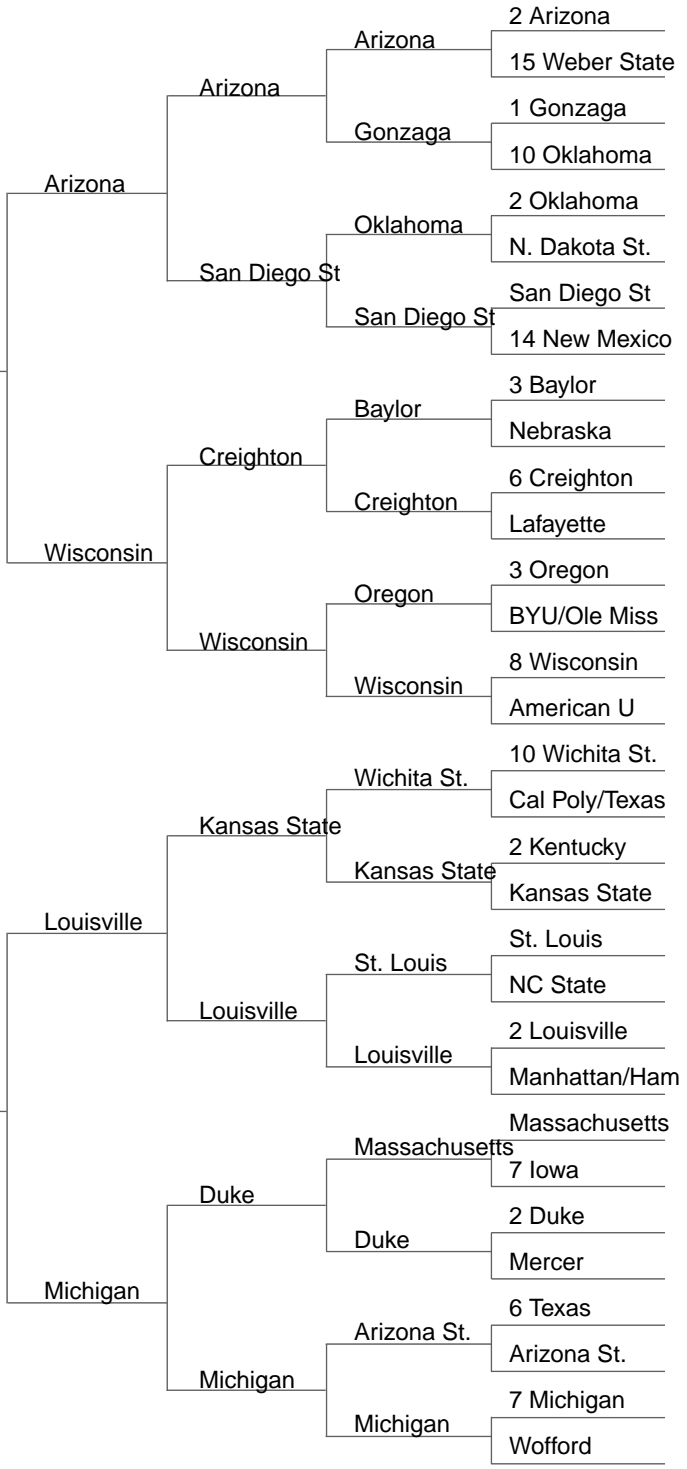 2 Arizona
Arizona
15 Weber State
Arizona
1 Gonzaga
Gonzaga
10 Oklahoma
Arizona
2 Oklahoma
Oklahoma
N. Dakota St.
San Diego St
San Diego St
San Diego St
14 New Mexico
3 Baylor
Baylor
Nebraska
Creighton
6 Creighton
Creighton
Lafayette
Wisconsin
3 Oregon
Oregon
BYU/Ole Miss
Wisconsin
8 Wisconsin
Wisconsin
American U
10 Wichita St.
Wichita St.
Cal Poly/Texas
Kansas State
2 Kentucky
Kansas State
Kansas State
Louisville
St. Louis
St. Louis
NC State
Louisville
2 Louisville
Louisville
Manhattan/Ham
Massachusetts
Massachusetts
7 Iowa
Duke
2 Duke
Duke
Mercer
Michigan
6 Texas
Arizona St.
Arizona St.
Michigan
7 Michigan
Michigan
Wofford